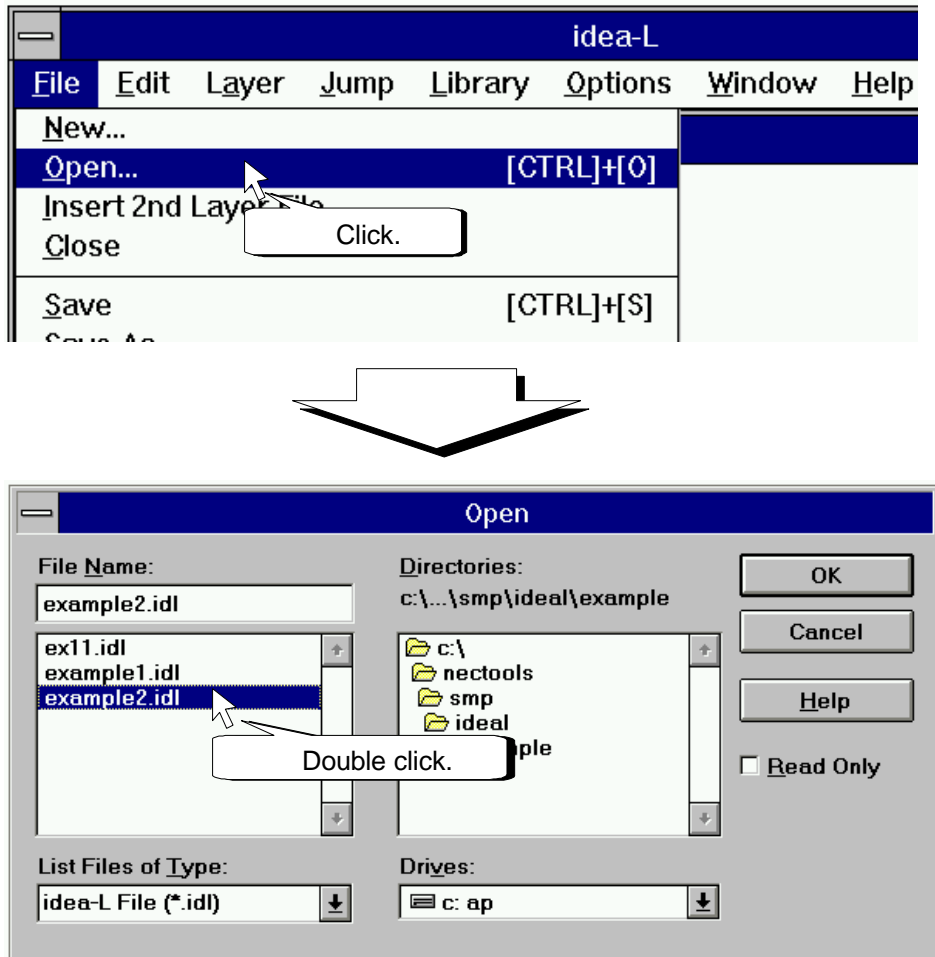 idea-L
File Edit Layer Jump Library Options Window Help
New...
Open... [CTRL]+[O]
Insert 2nd Layer File
Click.
Close
Save [CTRL]+[S]
Save As
Open
File Name:
example2.idl
ex11.idl
example1.idl
example2.idl
Double click.
List Files of Type:
idea-L File (*.idl)
Directories:
c:\...\smp\ideal\example
c:\
nectools
smp
ideal
Drives:
c: ap
OK
Cancel
Help
Read Only